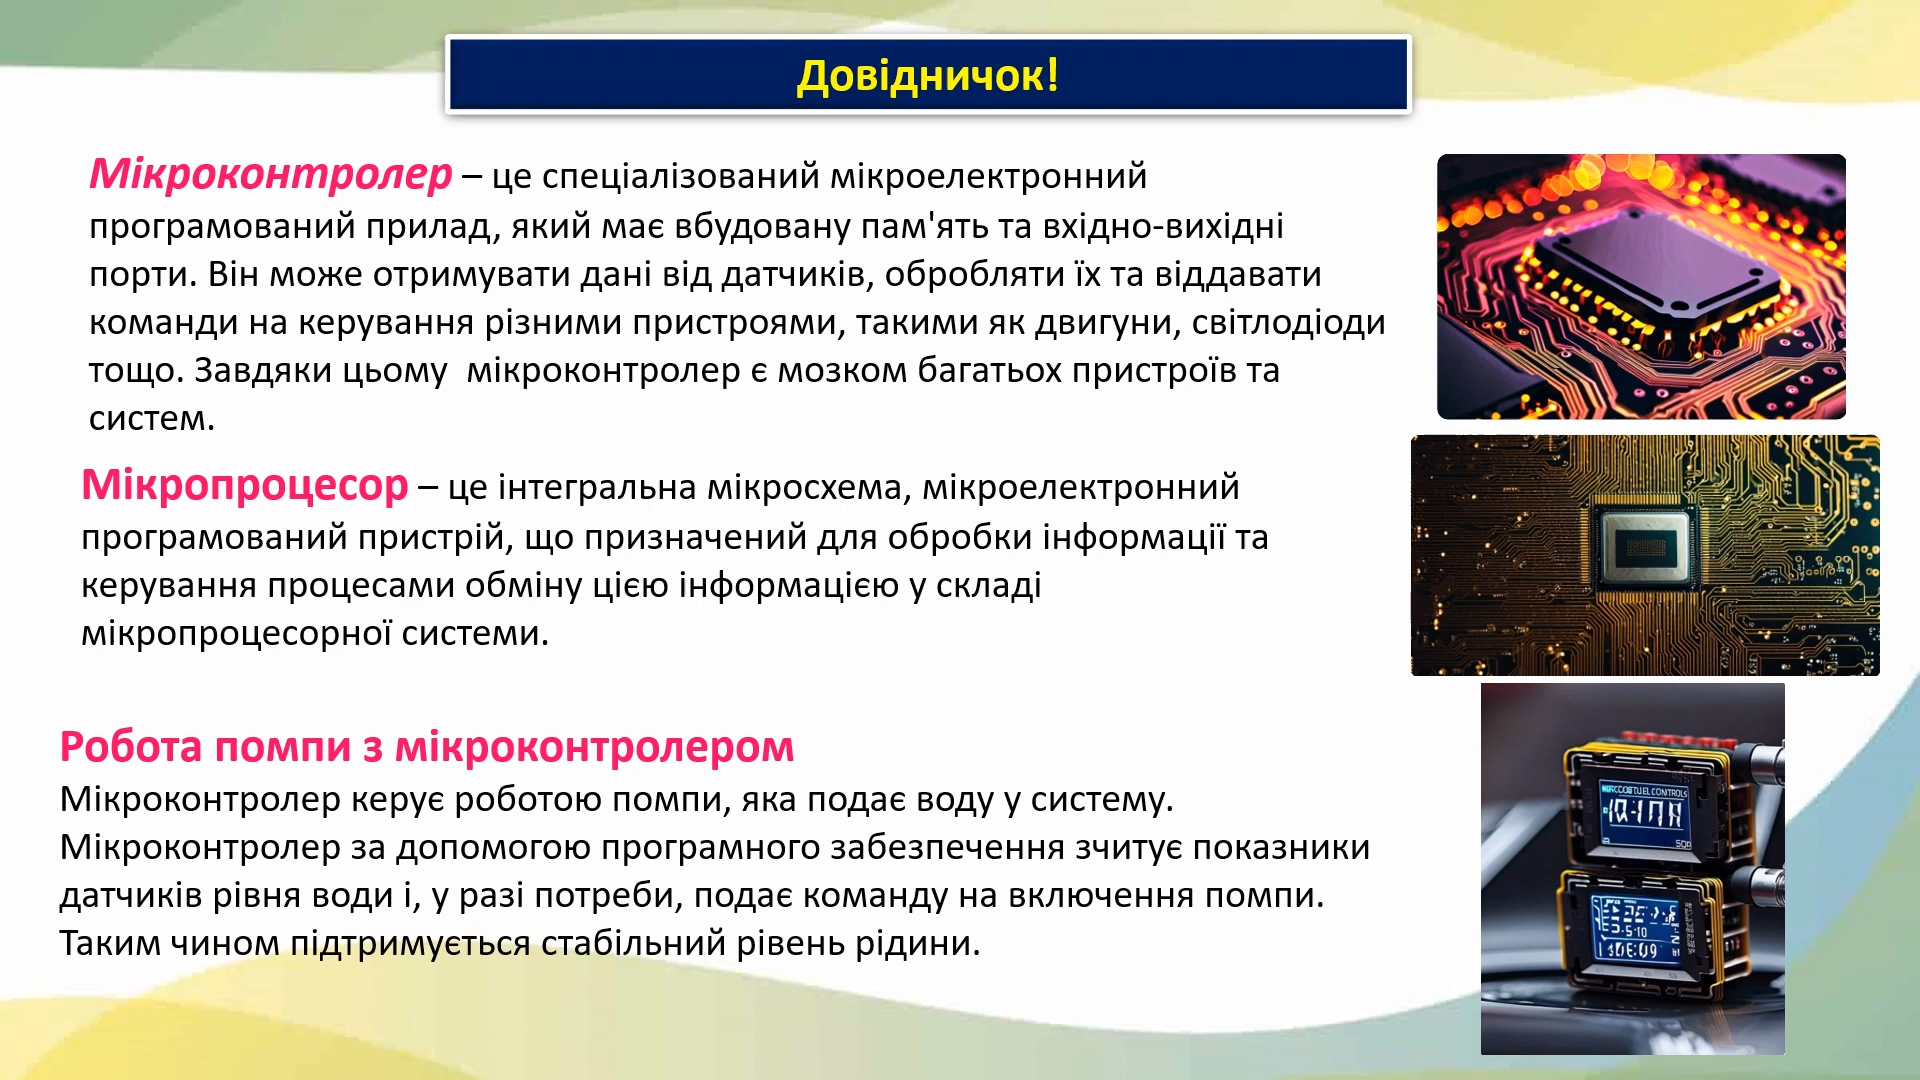 Довідничок!
Мікроконтролер – це спеціалізований мікроелектронний
програмований прилад, який має вбудовану пам'ять та вхідно-вихідні
порти. Він може отримувати дані від датчиків, обробляти їх та віддавати
команди на керування різними пристроями, такими як двигуни, світлодіоди
тощо. Завдяки цьому  мікроконтролер є мозком багатьох пристроїв та
систем.
Мікропроцесор – це інтегральна мікросхема, мікроелектронний
програмований пристрій, що призначений для обробки інформації та
керування процесами обміну цією інформацією у складі
мікропроцесорної системи.
Робота помпи з мікроконтролером
Мікроконтролер керує роботою помпи, яка подає воду у систему.
Мікроконтролер за допомогою програмного забезпечення зчитує показники
датчиків рівня води і, у разі потреби, подає команду на включення помпи.
Таким чином підтримується стабільний рівень рідини.